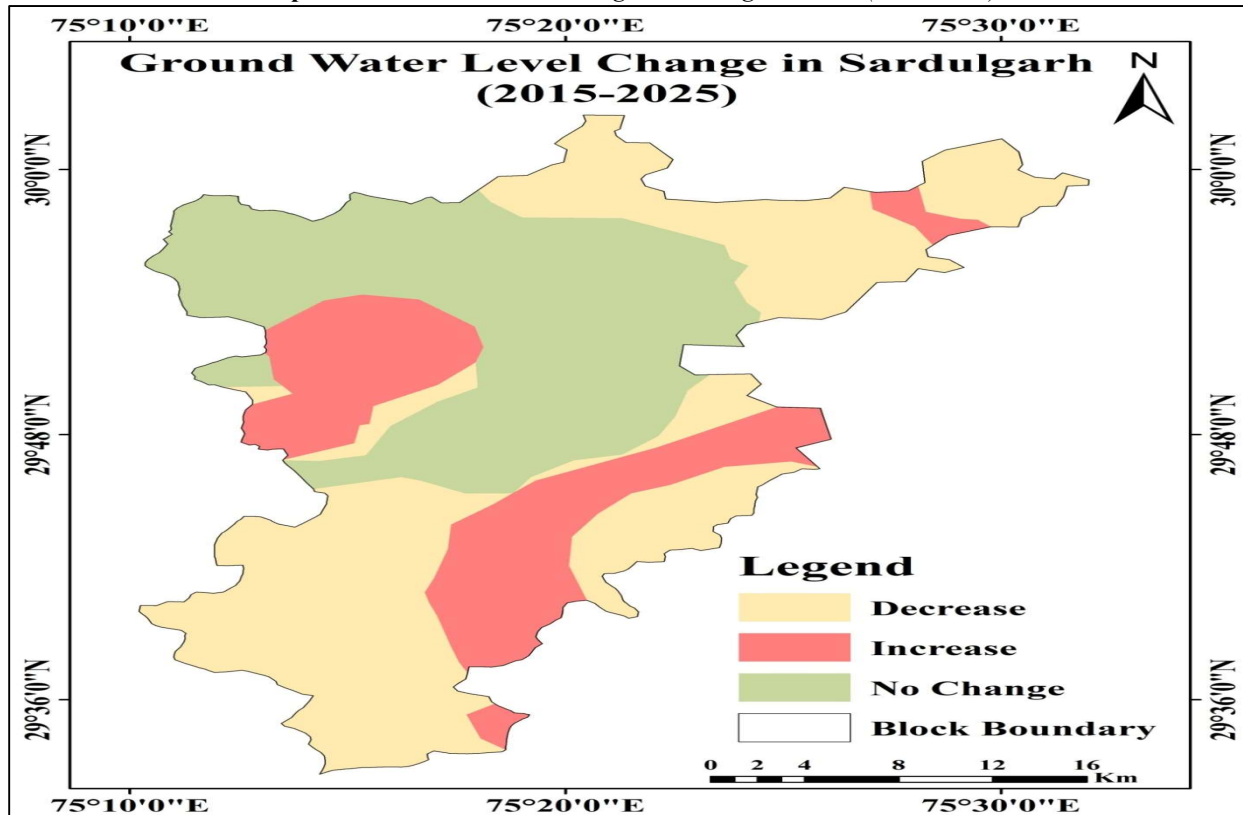 75°10'0"E 75°20'0"E 75°30'0"E
Ground Water Level Change in Sardulgarh
(2015-2025)
N
30°0'0"N 30°0'0"N
29°48'0"N 29°48'0"N
29°36'0"N 29°36'0"N
Legend
Decrease
Increase
No Change
Block Boundary
0 2 4 8 12 16
Km
75°10'0"E 75°20'0"E 75°30'0"E